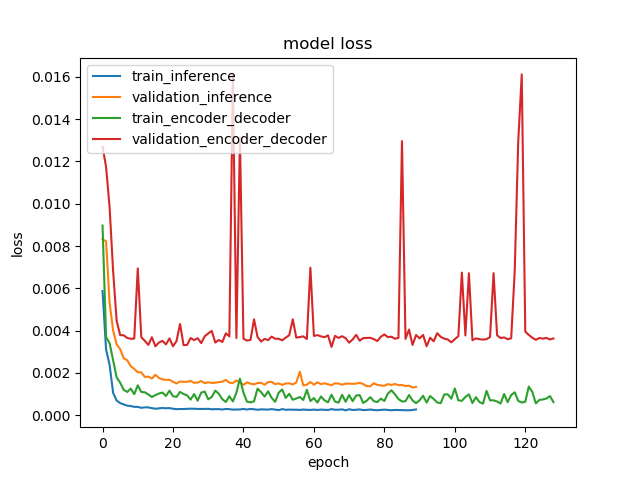 model loss
train_inference
validation_inference
train_encoder_decoder
validation_encoder_decoder
0.016
0.014
0.012
0.010
0.008
0.006
0.004
0.002
0.000
loss
0 20 40 60 80 100 120
epoch